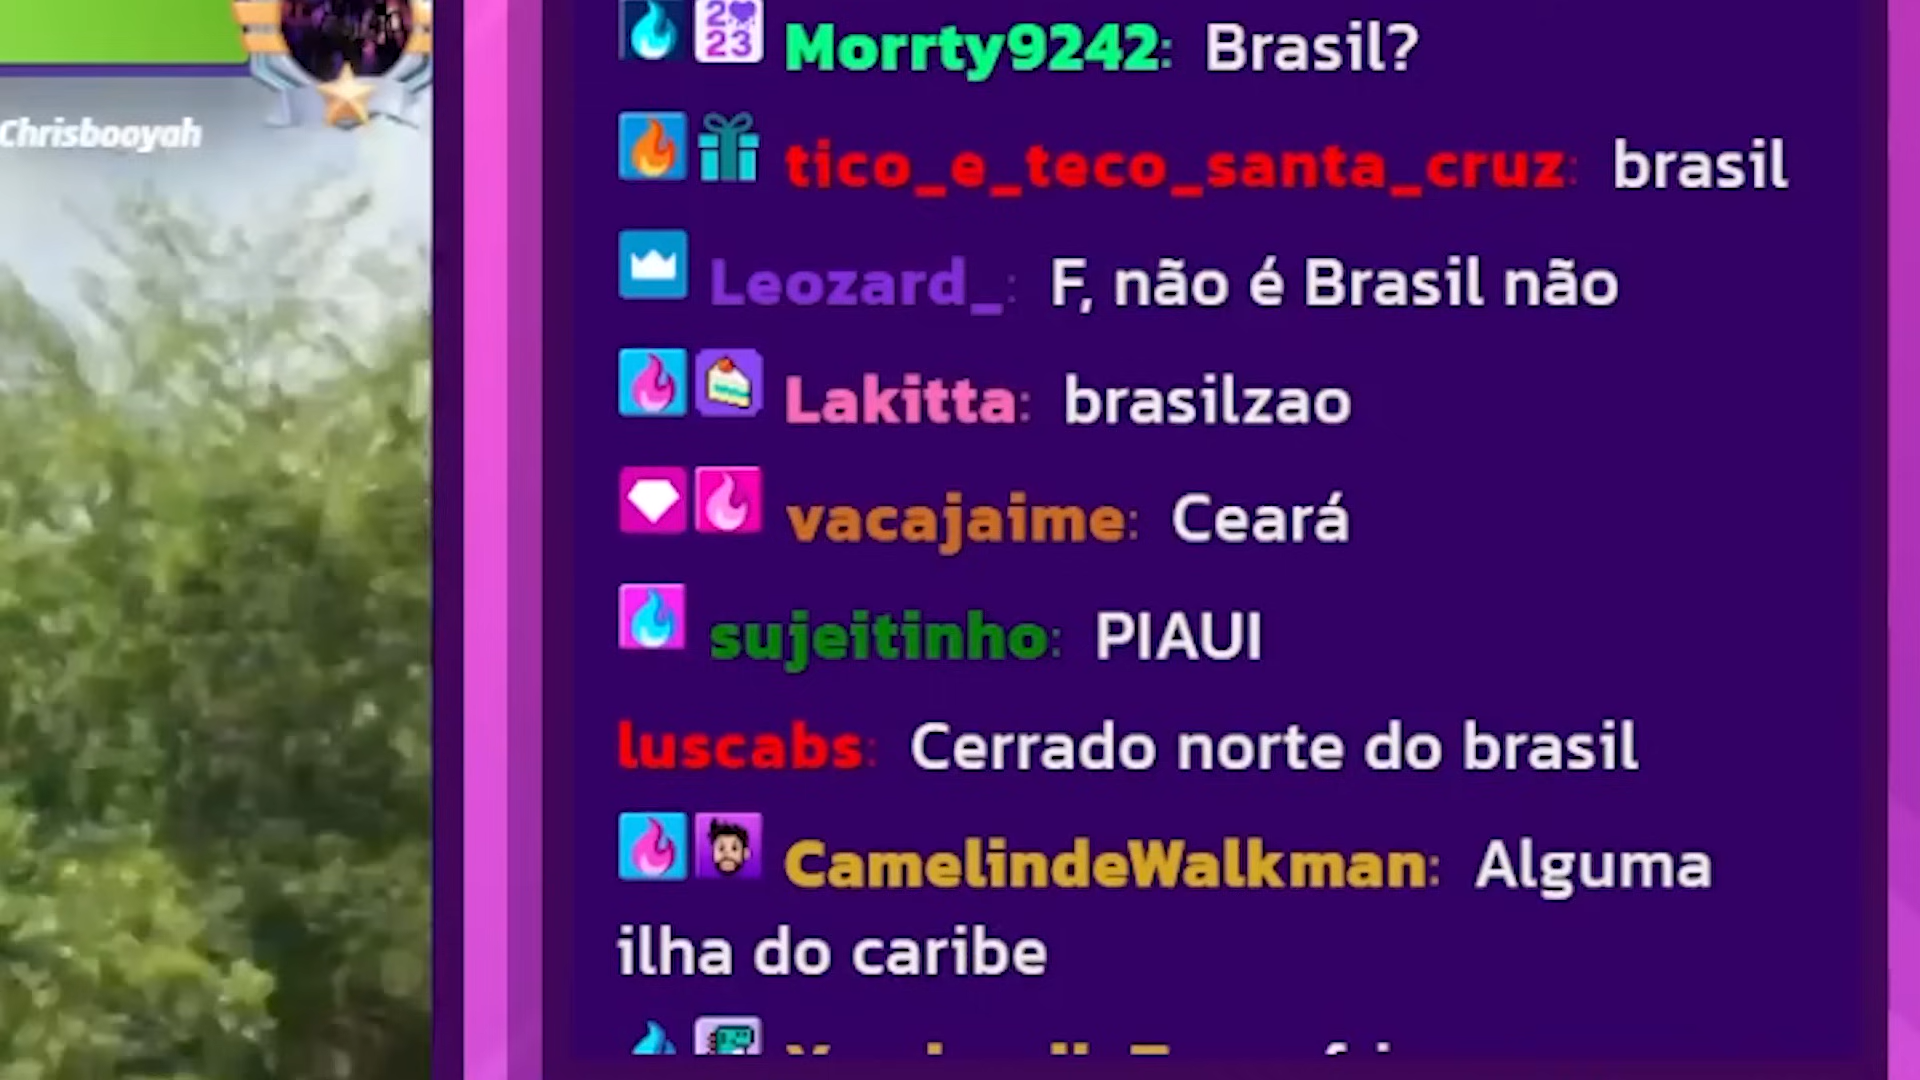 Chrisbooyah
2023
Morrty9242: Brasil?
tico_e_teco_santa_cruz: brasil
Leozard_: F, não é Brasil não
Lakitta: brasilzao
vacajaime: Ceará
sujeitinho: PIAUI
luscabs: Cerrado norte do brasil
CamelindeWalkman: Alguma
ilha do caribe